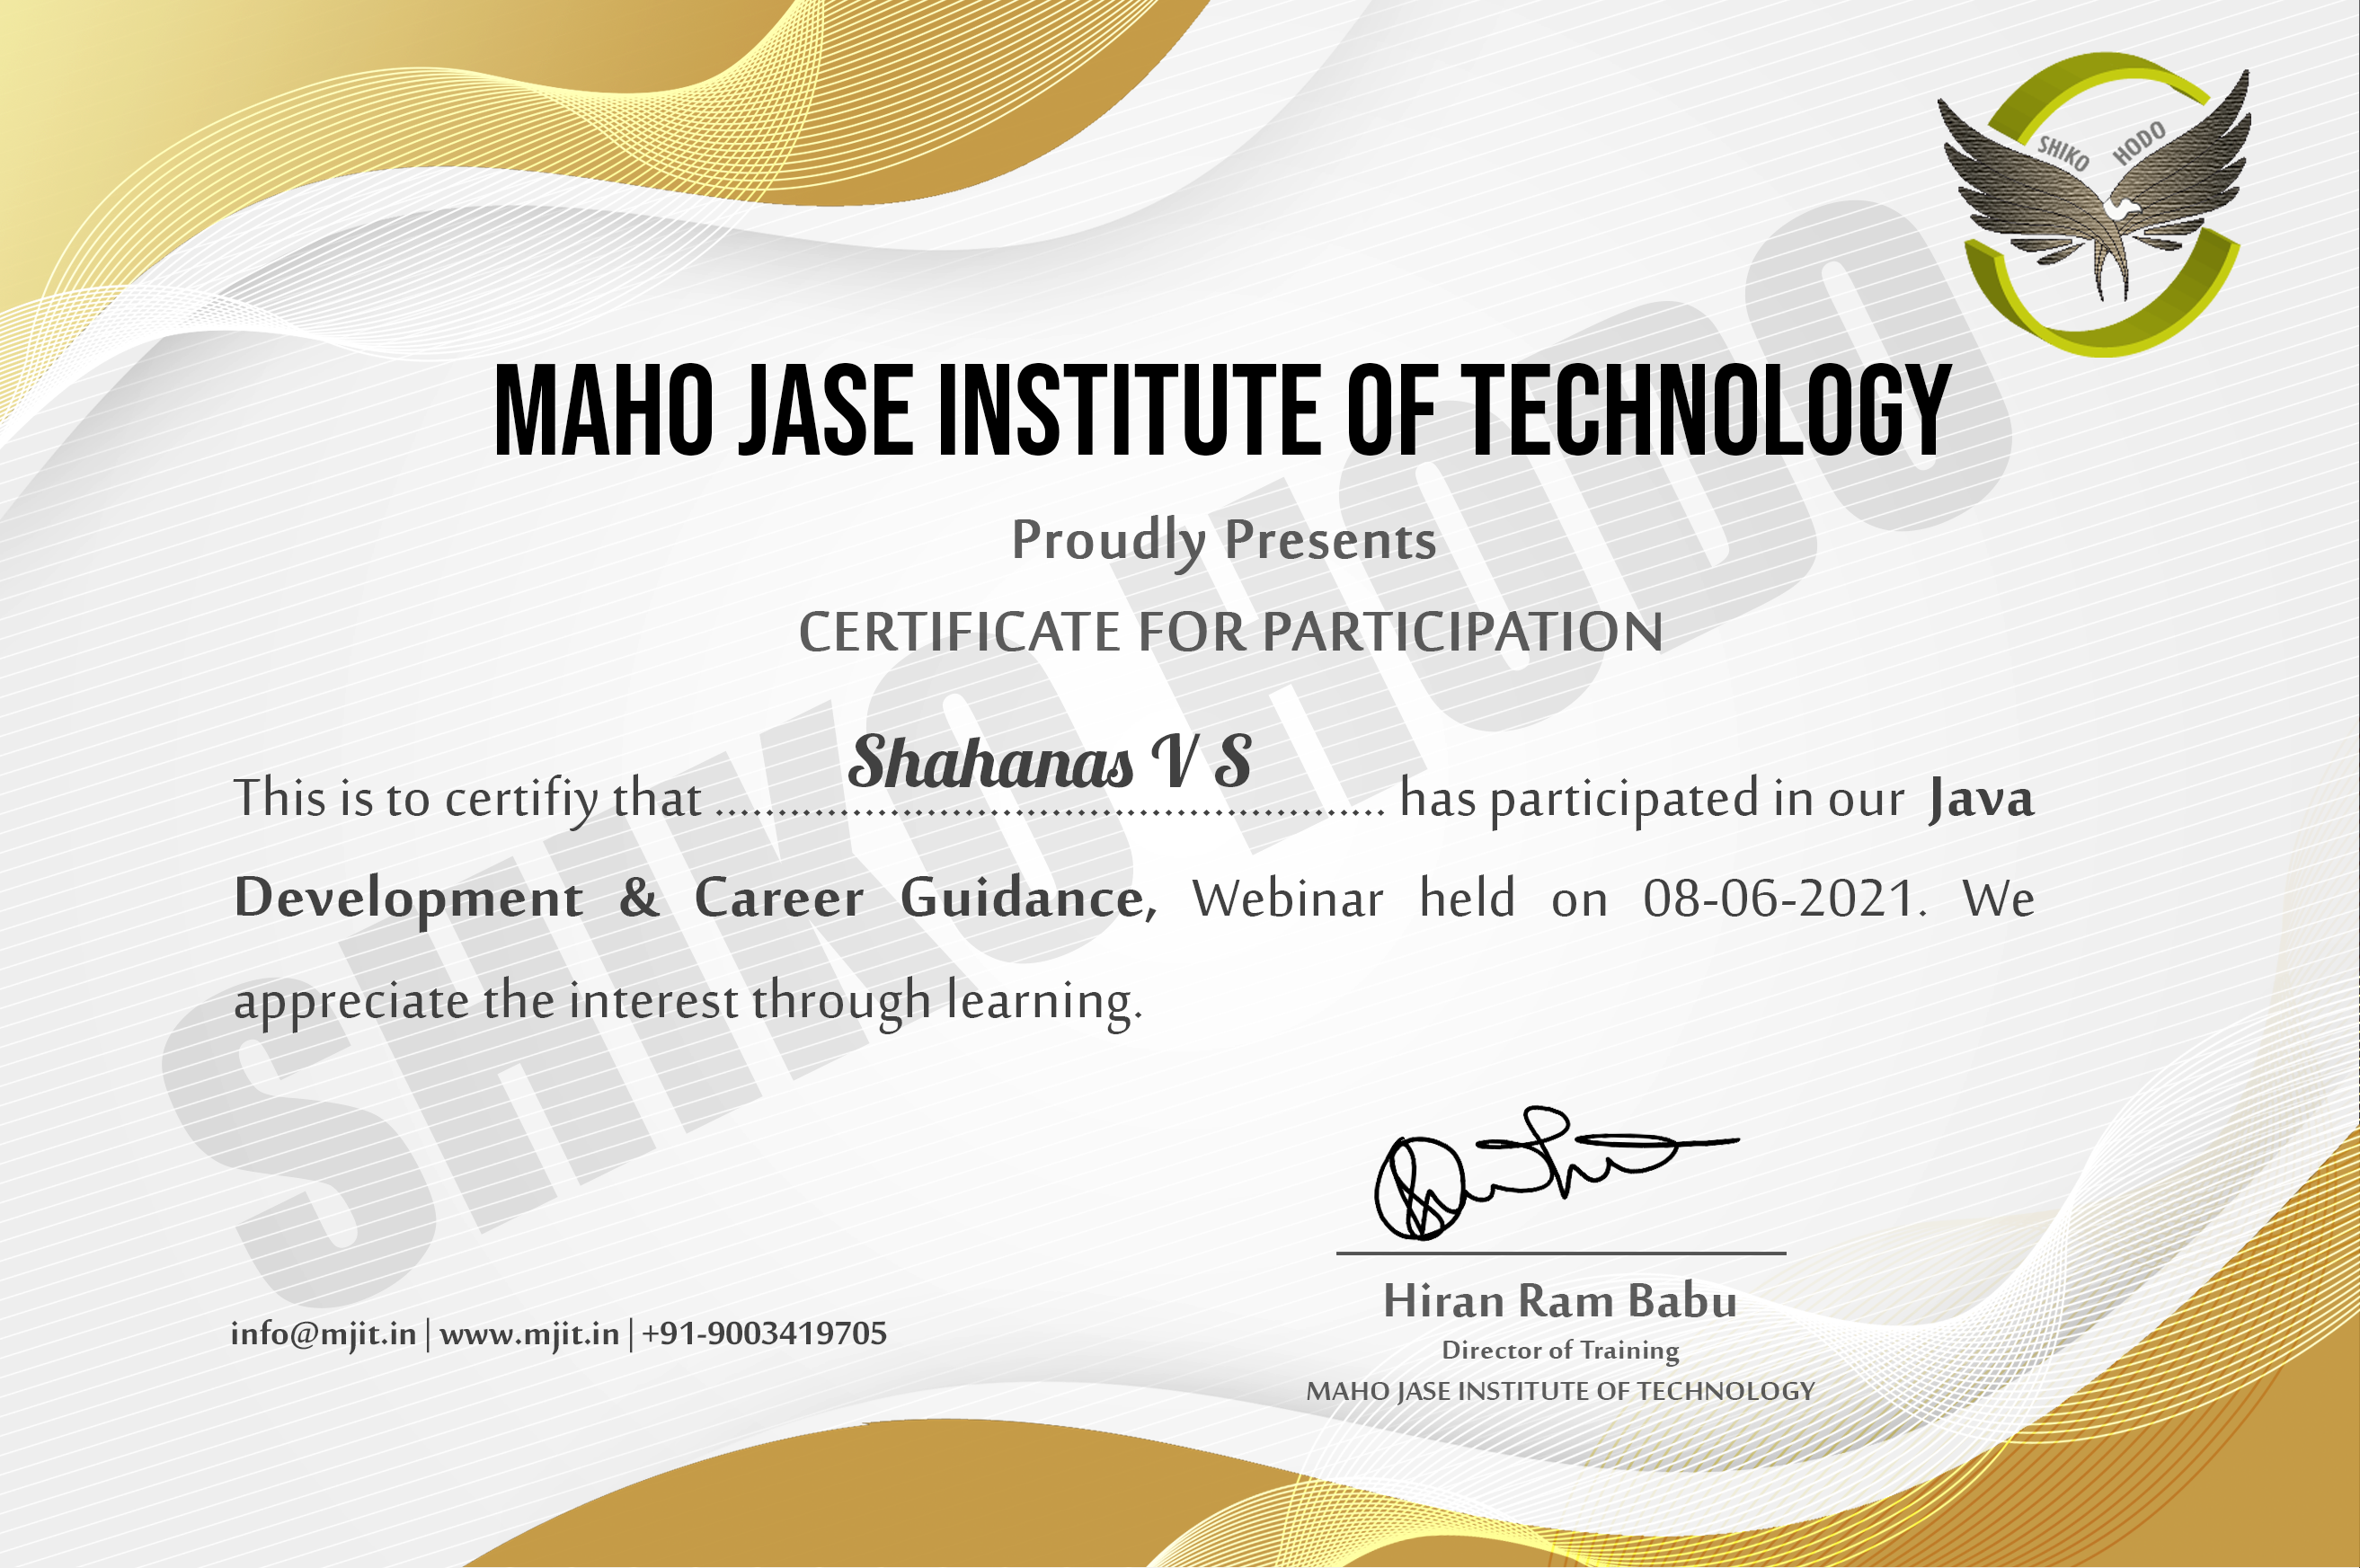 SHIKO HODO
MAHO JASE INSTITUTE OF TECHNOLOGY
Proudly Presents
CERTIFICATE FOR PARTICIPATION
Shahanas V S
This is to certifiy that ........................................................ has participated in our Java
Development & Career Guidance, Webinar held on 08-06-2021. We
appreciate the interest through learning.
SHIKO HODO
Hiran Ram Babu
Director of Training
MAHO JASE INSTITUTE OF TECHNOLOGY
info@mjit.in | www.mjit.in | +91-9003419705